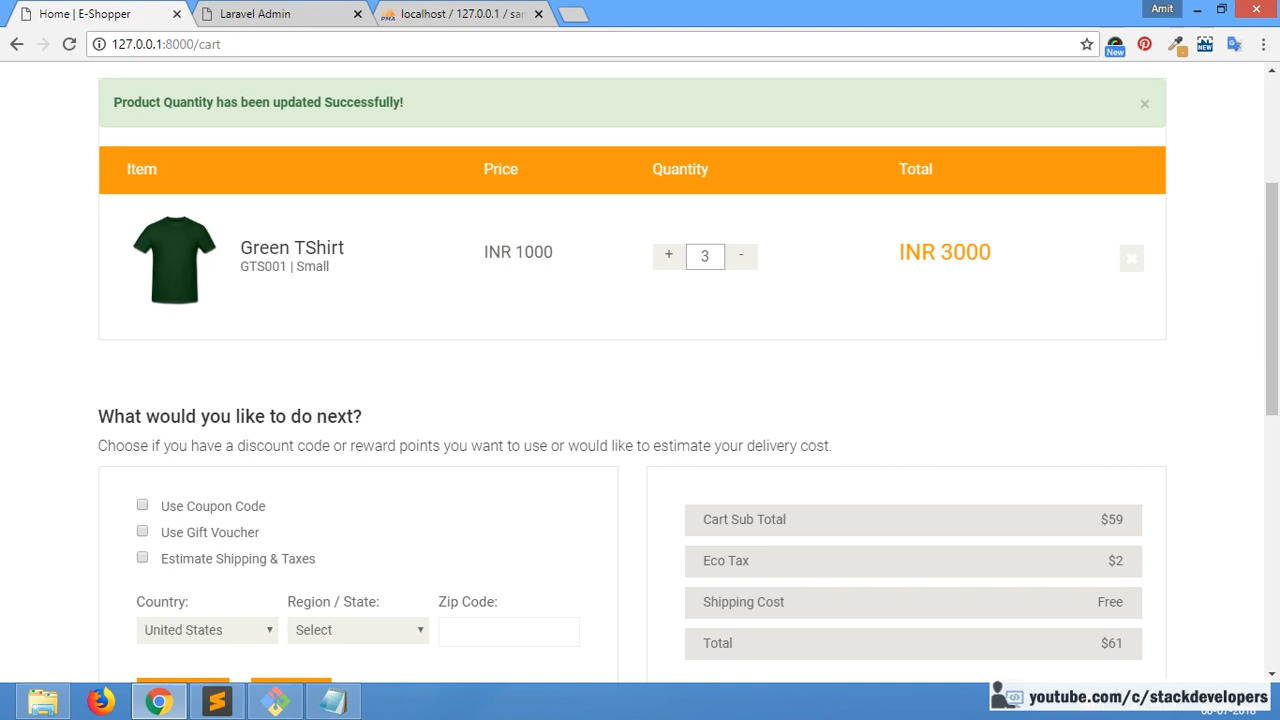 Home | E-Shopper
Laravel Admin
localhost / 127.0.0.1 / sam
Amit
127.0.0.1:8000/cart
New
NEW
Product Quantity has been updated Successfully!
×
Item Price Quantity Total
Green TShirt
GTS001 | Small
INR 1000
+ 3 -
INR 3000
What would you like to do next?
Choose if you have a discount code or reward points you want to use or would like to estimate your delivery cost.
Use Coupon Code
Use Gift Voucher
Estimate Shipping & Taxes
Country: Region / State: Zip Code:
United States Select
Cart Sub Total $59
Eco Tax $2
Shipping Cost Free
Total $61
youtube.com/c/stackdevelopers